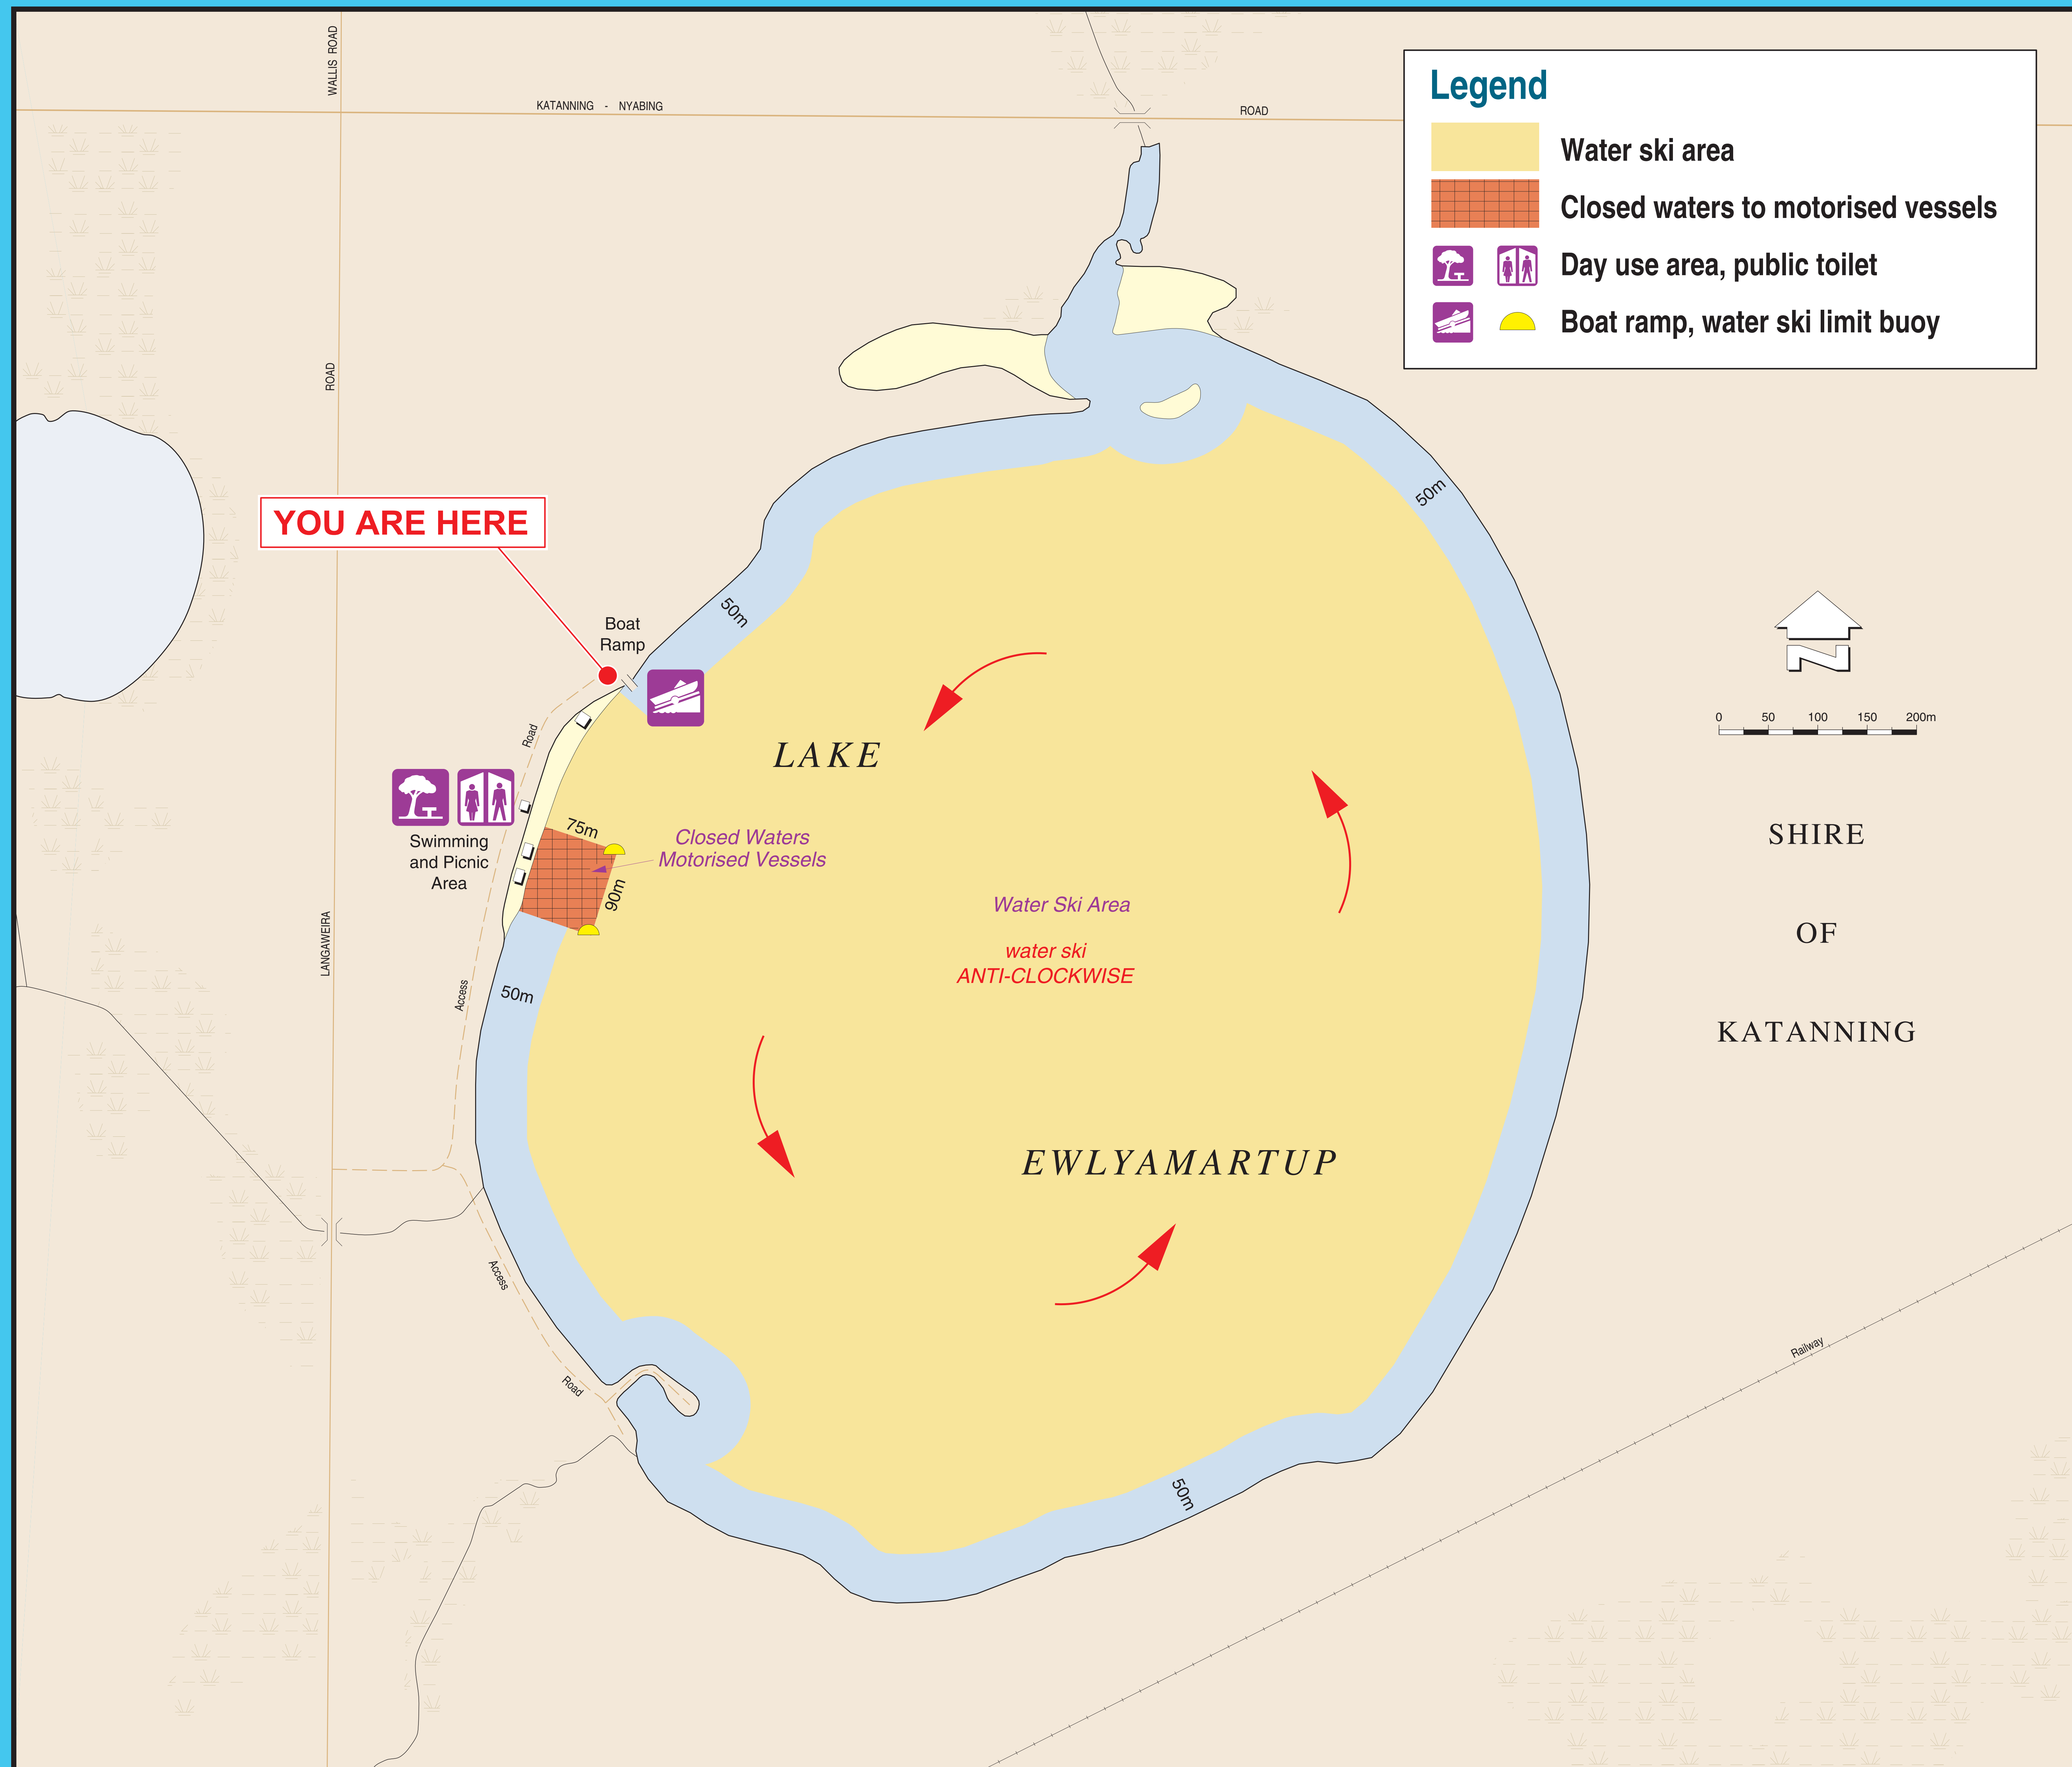 WALLIS ROAD
KATANNING - NYABING
ROAD
Legend
Water ski area
Closed waters to motorised vessels
Day use area, public toilet
Boat ramp, water ski limit buoy
ROAD
50m
YOU ARE HERE
50m
Boat
Ramp
N
0 50 100 150 200m
Road
LAKE
75m
Closed Waters
Motorised Vessels
Swimming
and Picnic
Area
90m
SHIRE
OF
KATANNING
Water Ski Area
water ski
ANTI-CLOCKWISE
LANGAWEIRA
Access
50m
EWLYAMARTUP
Access
Road
Railway
50m